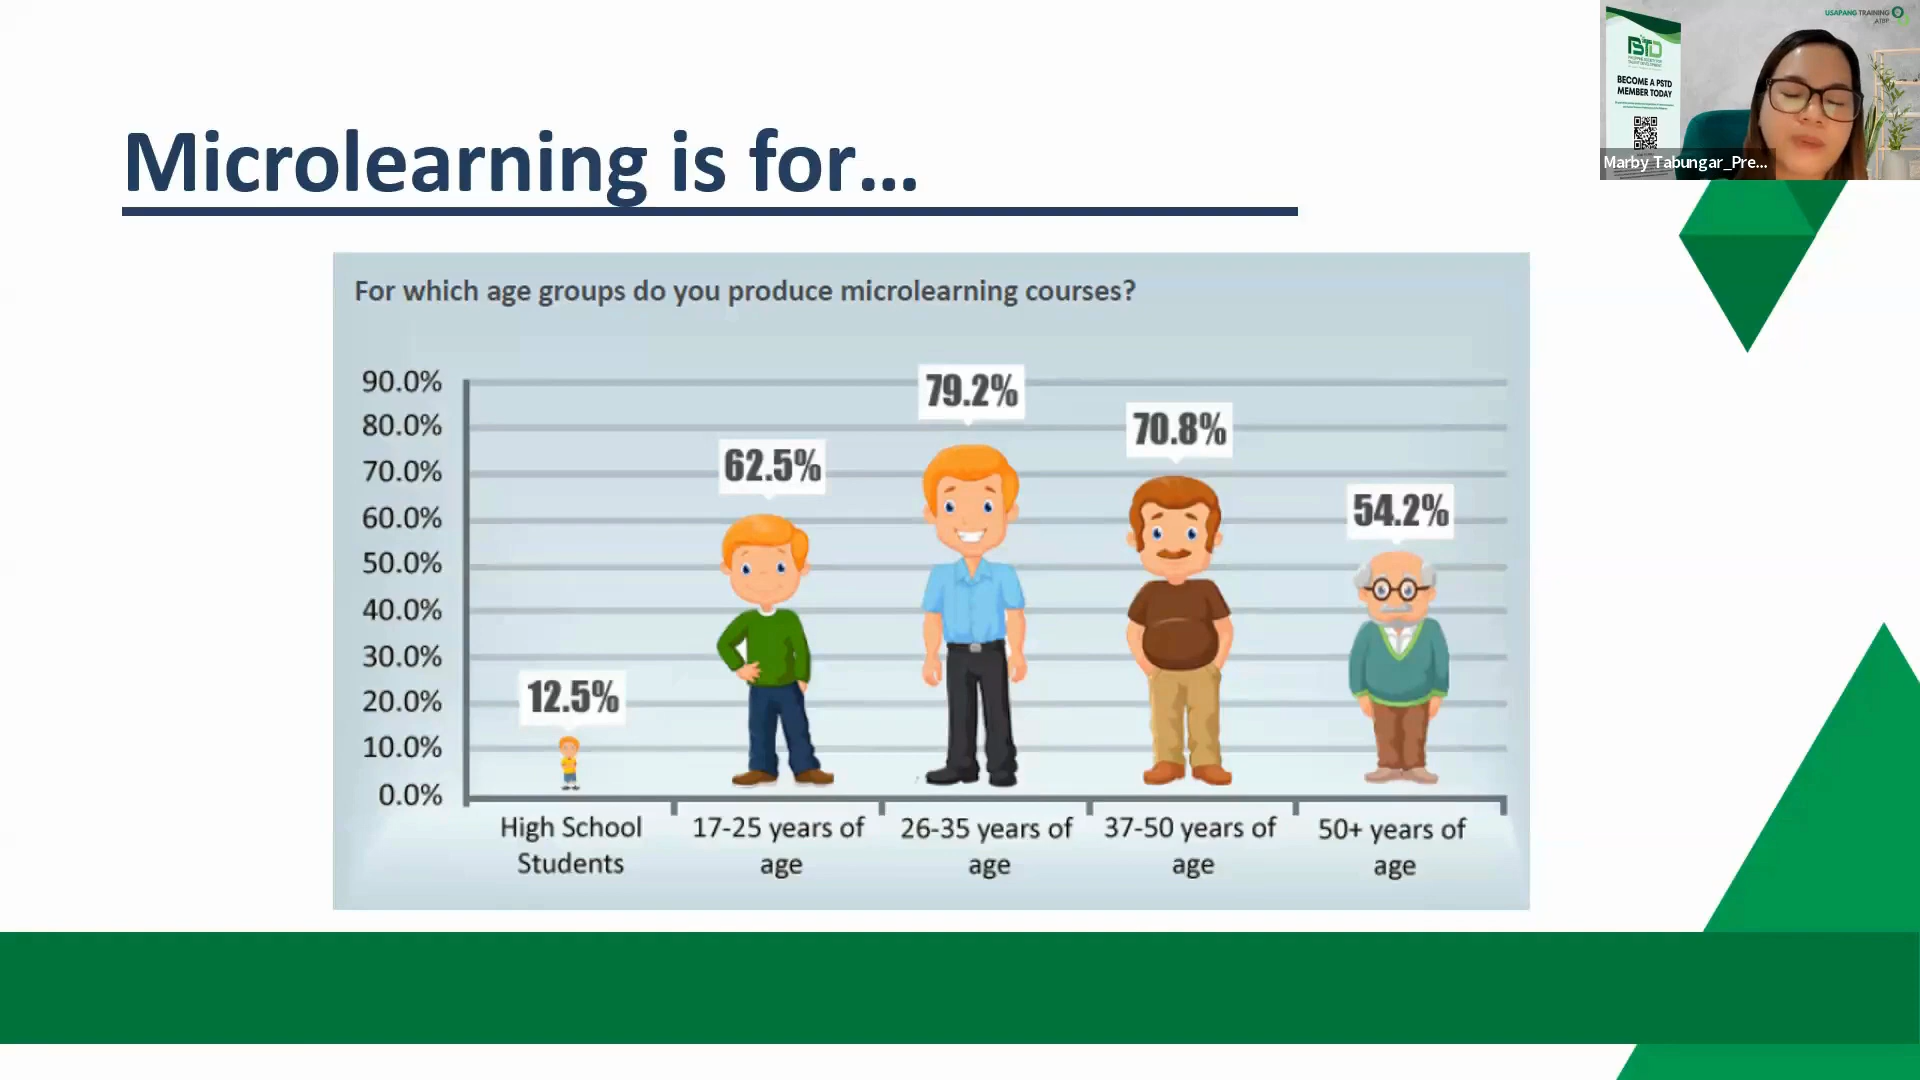 USAPANG TRAINING
ATBP
BECOME A PSTD
MEMBER TODAY
Marby Tabungar_Pre...
Microlearning is for...
For which age groups do you produce microlearning courses?
90.0%
80.0%
70.0%
60.0%
50.0%
40.0%
30.0%
20.0%
10.0%
0.0%
12.5%
62.5%
79.2%
70.8%
54.2%
High School
Students
17-25 years of
age
26-35 years of
age
37-50 years of
age
50+ years of
age